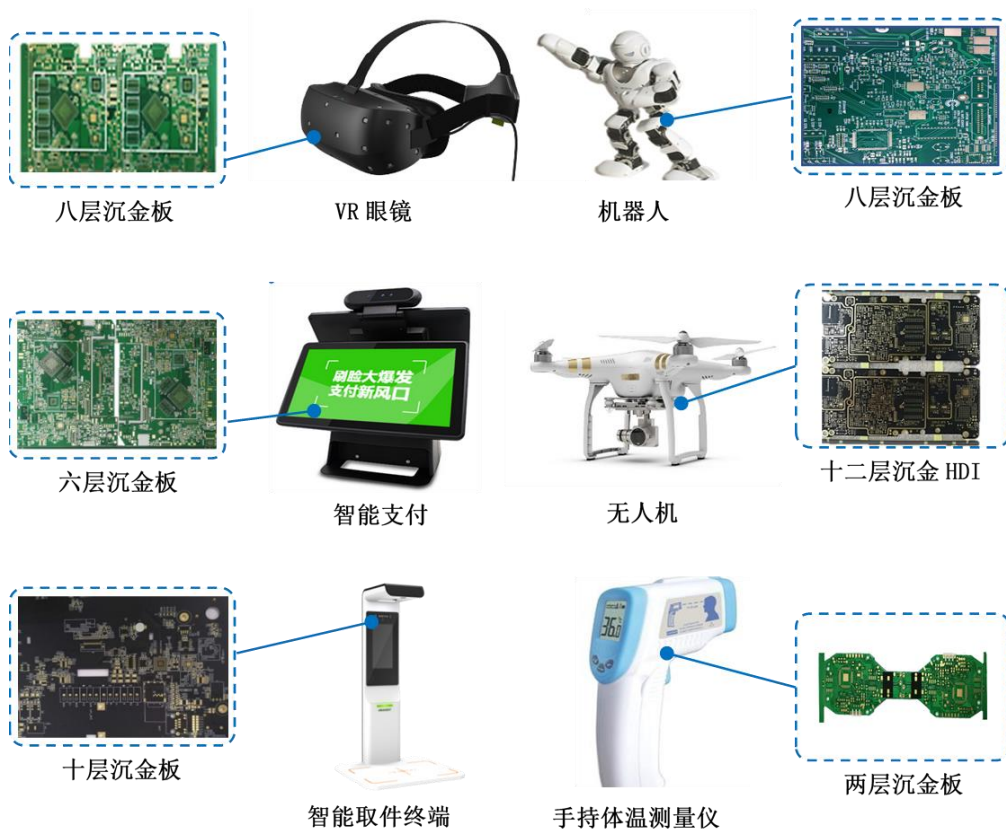 八层沉金板
VR 眼镜
机器人
八层沉金板
刷脸大爆发
支付新风口
六层沉金板
智能支付
无人机
十二层沉金 HDI
36.0
十层沉金板
智能取件终端
手持体温测量仪
两层沉金板